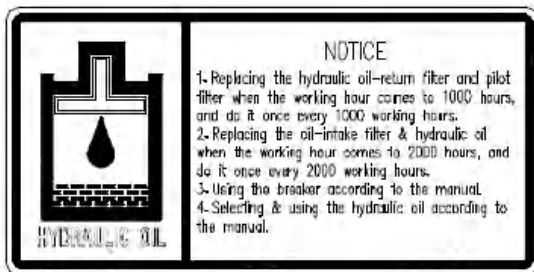 NOTICE
1. Replacing the hydraulic oil-return filter and pilot
filter when the working hour comes to 1000 hours,
and do it once every 1000 working hours.
2. Replacing the oil-intake filter & hydraulic oil
when the working hour comes to 2000 hours, and
do it once every 2000 working hours.
3. Using the breaker according to the manual.
4. Selecting & using the hydraulic oil according to
the manual.
HYDRAULIC OIL